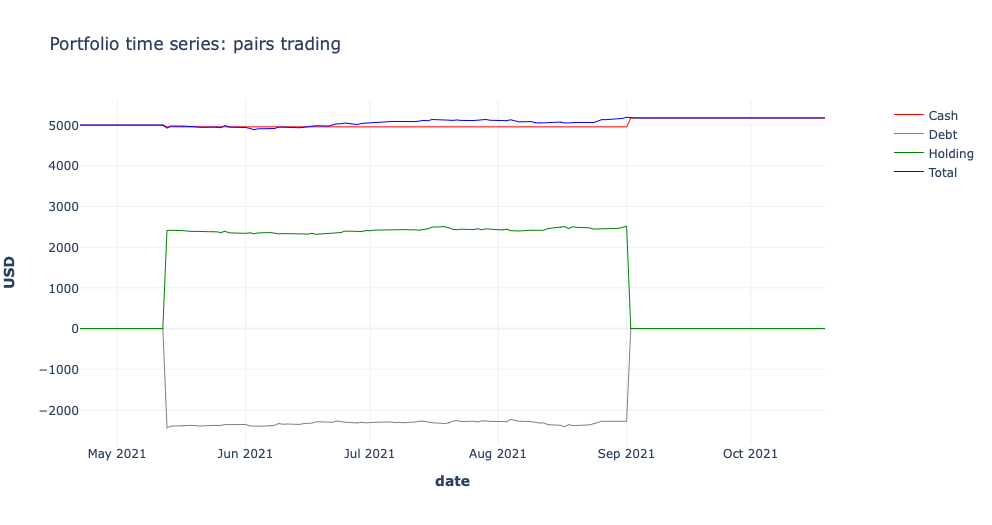 Portfolio time series: pairs trading
5000
4000
3000
2000
1000
0
−1000
−2000
USD
May 2021
Jun 2021
Jul 2021
Aug 2021
Sep 2021
Oct 2021
date
Cash
Debt
Holding
Total